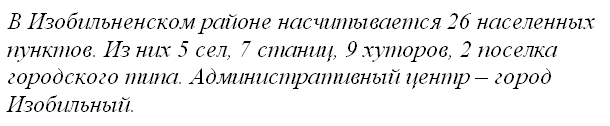 В Изобильненском районе насчитывается 26 населенных
пунктов. Из них 5 сел, 7 станиц, 9 хуторов, 2 поселка
городского типа. Административный центр – город
Изобильный.